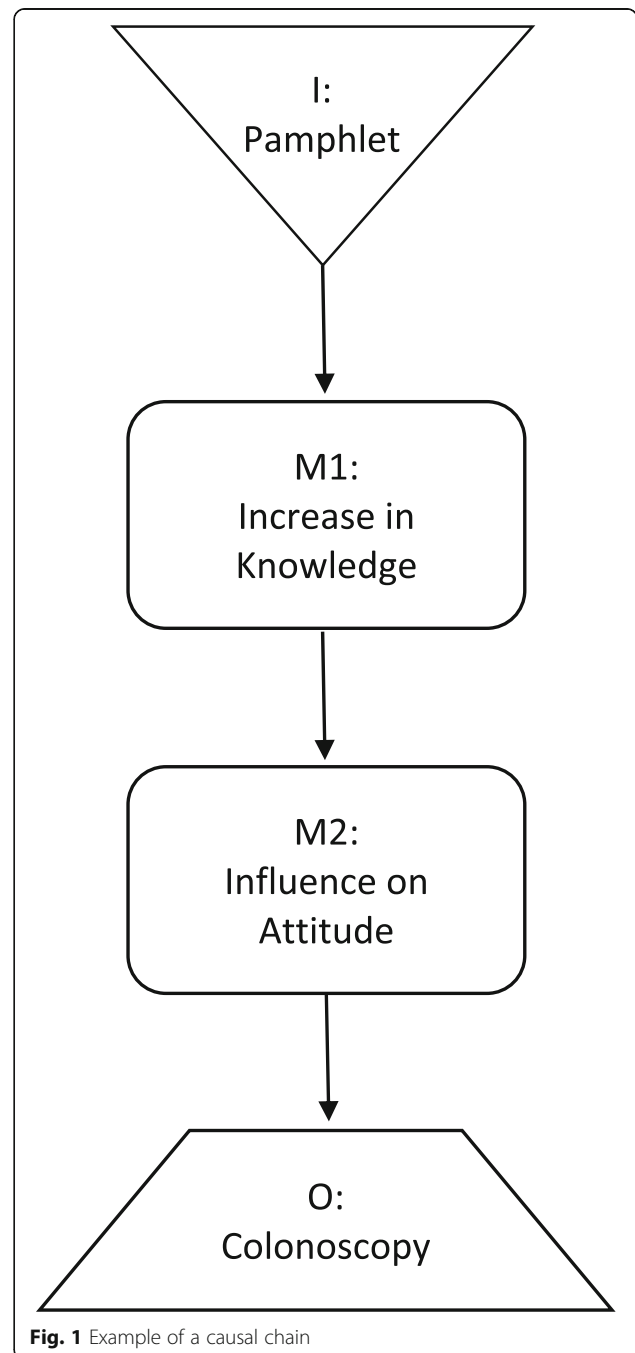 I:
Pamphlet
M1:
Increase in
Knowledge
M2:
Influence on
Attitude
O:
Colonoscopy
Fig. 1 Example of a causal chain